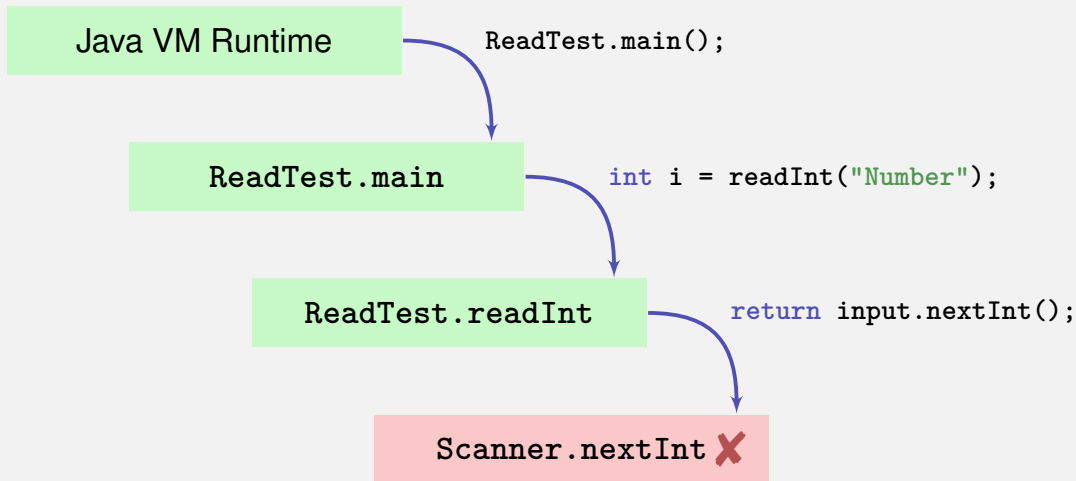 Java VM Runtime
ReadTest.main();
ReadTest.main
int i = readInt("Number");
ReadTest.readInt
return input.nextInt();
Scanner.nextInt ✘